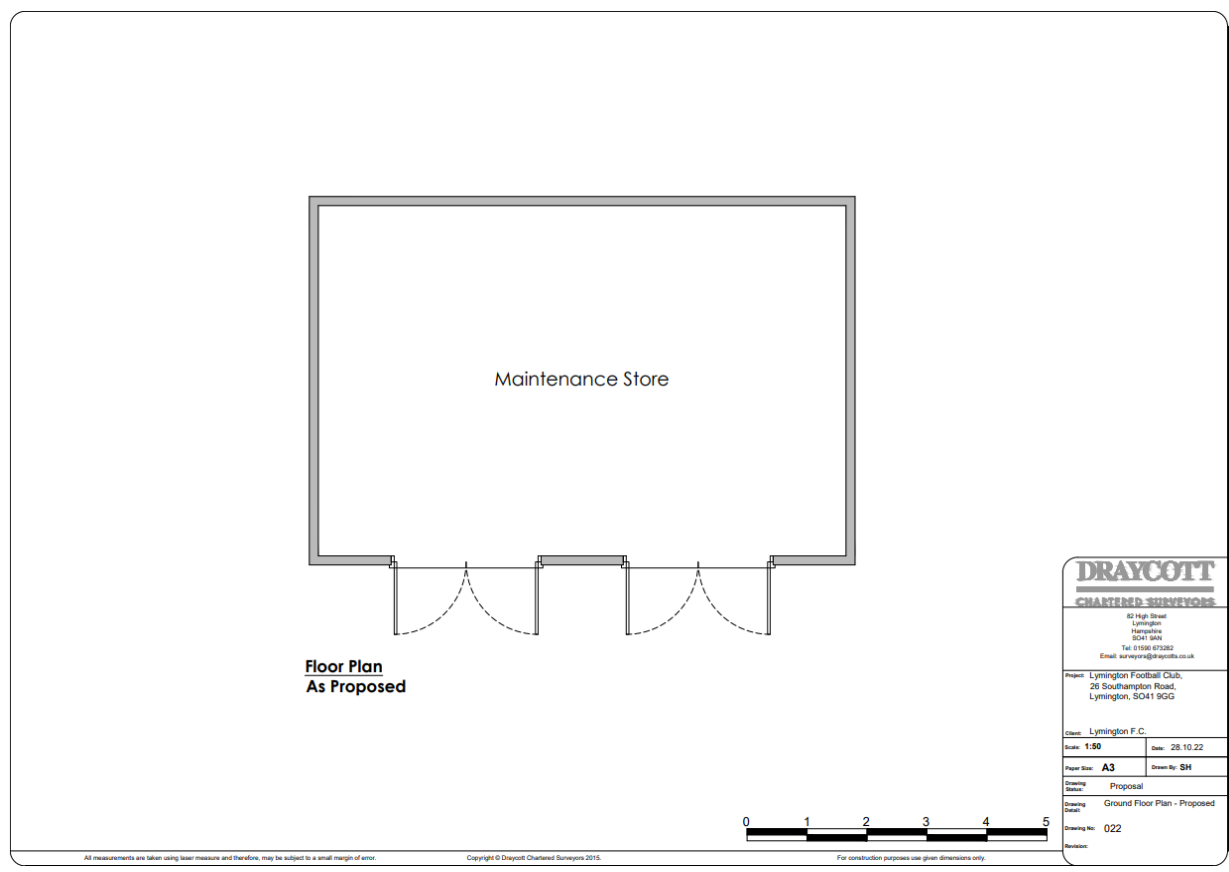 Maintenance Store
Floor Plan
As Proposed
0 1 2 3 4 5
All measurements are taken using laser measure and therefore, may be subject to a small margin of error.
Copyright © Draycott Chartered Surveyors 2015.
For construction purposes use given dimensions only.
DRAYCOTT
CHARTERED SURVEYORS
82 High Street
Lymington
Hampshire
SO41 9AN
Tel: 01590 673282
Email: surveyors@draycotts.co.uk
Project: Lymington Football Club,
26 Southampton Road,
Lymington, SO41 9GG
Client: Lymington F.C.
Scale: 1:50 Date: 28.10.22
Paper Size: A3 Drawn By: SH
Drawing
Status: Proposal
Drawing
Detail: Ground Floor Plan - Proposed
Drawing No: 022
Revision: